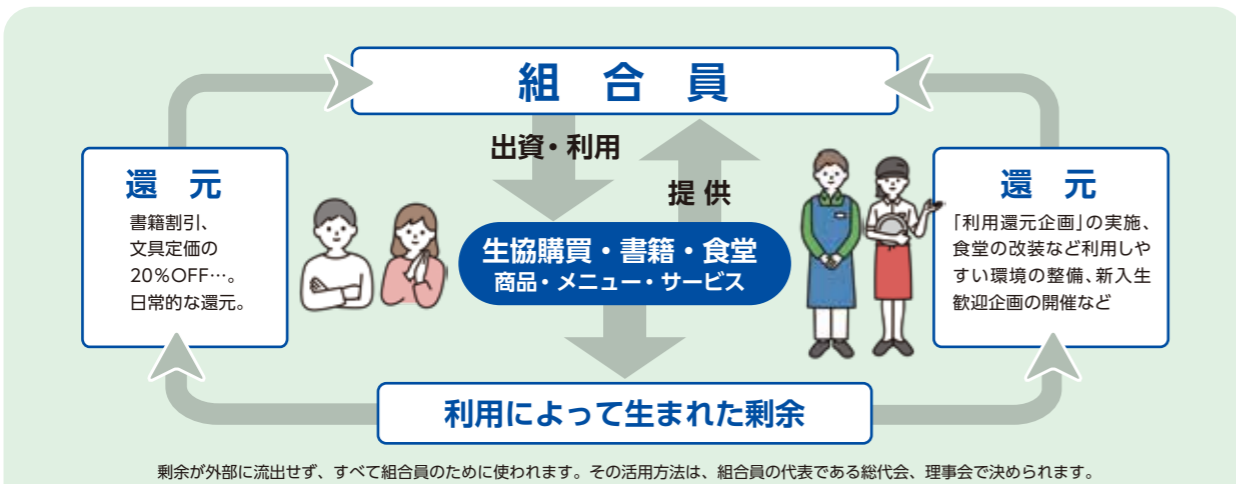 組 合 員
出資・利用
提 供
還 元
書籍割引、
文具定価の
20%OFF…。
日常的な還元。
生協購買・書籍・食堂
商品・メニュー・サービス
還 元
「利用還元企画」の実施、
食堂の改装など利用しや
すい環境の整備、新入生
歓迎企画の開催など
利用によって生まれた剰余
剰余が外部に流出せず、すべて組合員のために使われます。その活用方法は、組合員の代表である総代会、理事会で決められます。